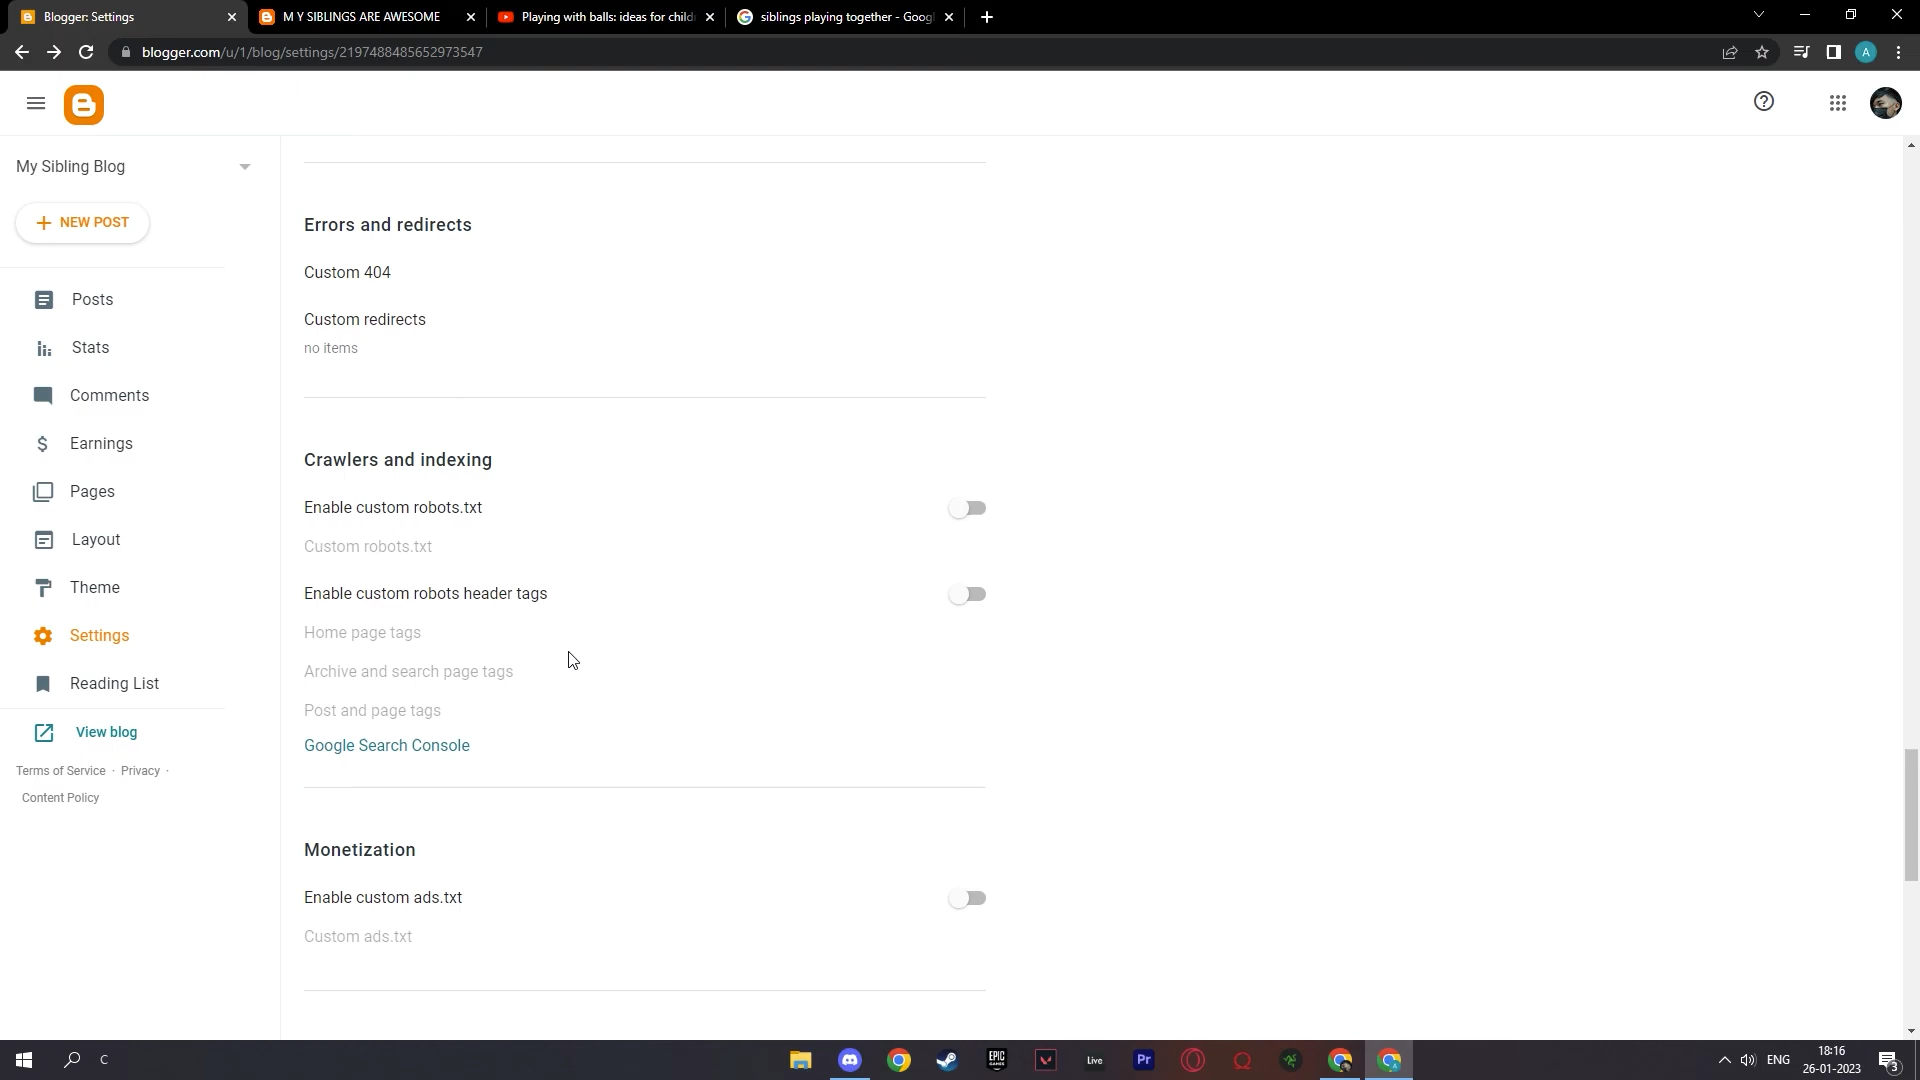 Blogger: Settings
M Y SIBLINGS ARE AWESOME
Playing with balls: ideas for child
siblings playing together - Goog
blogger.com/u/1/blog/settings/2197488485652973547
A
My Sibling Blog
NEW POST
Posts
Stats
Comments
Earnings
Pages
Layout
Theme
Settings
Reading List
View blog
Terms of Service · Privacy ·
Content Policy
Errors and redirects
Custom 404
Custom redirects
no items
Crawlers and indexing
Enable custom robots.txt
Custom robots.txt
Enable custom robots header tags
Home page tags
Archive and search page tags
Post and page tags
Google Search Console
Monetization
Enable custom ads.txt
Custom ads.txt
C
EPIC
GAMES
Live
Pr
ENG
18:16
26-01-2023
3